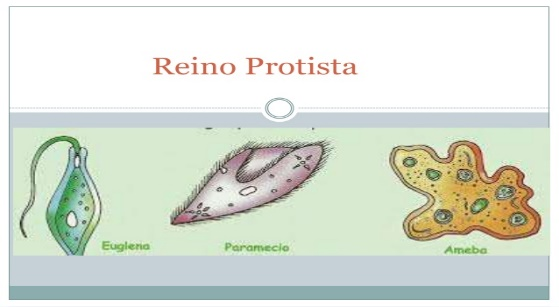 Reino Protista
Euglena
Paramecio
Ameba